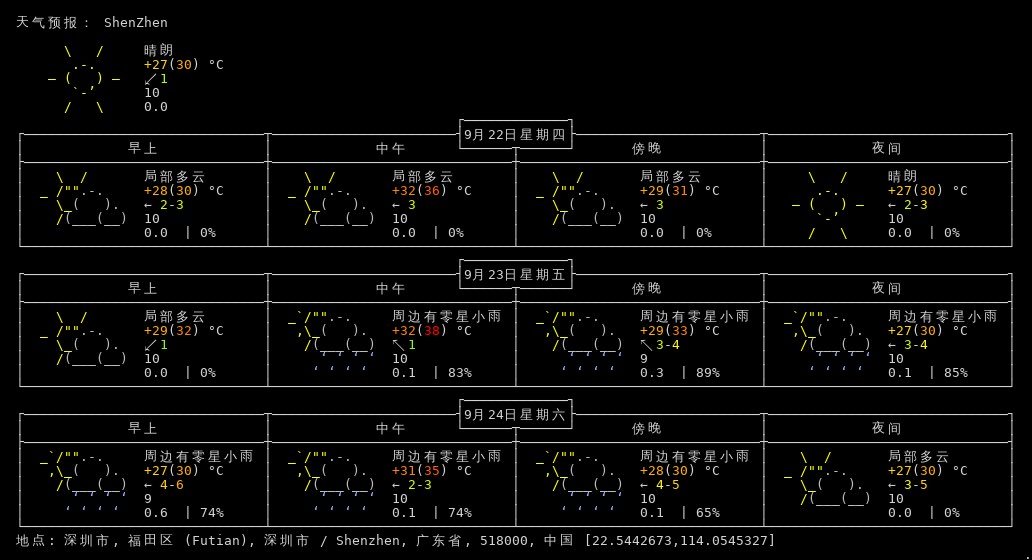 天气预报： ShenZhen
晴朗
+27(30) °C
↙1
10
0.0
9月22日星期四
早上 中午 傍晚 夜间
局部多云 局部多云 局部多云 晴朗
+28(30) °C +32(36) °C +29(31) °C +27(30) °C
← 2-3 ← 3 ← 3 ← 2-3
10 10 10 10
0.0 | 0% 0.0 | 0% 0.0 | 0% 0.0 | 0%
9月23日星期五
早上 中午 傍晚 夜间
局部多云 周边有零星小雨 周边有零星小雨 周边有零星小雨
+29(32) °C +32(38) °C +29(33) °C +27(30) °C
↙1 ↖1 ↖3-4 ← 3-4
10 10 9 10
0.0 | 0% 0.1 | 83% 0.3 | 89% 0.1 | 85%
9月24日星期六
早上 中午 傍晚 夜间
周边有零星小雨 周边有零星小雨 周边有零星小雨 局部多云
+27(30) °C +31(35) °C +28(30) °C +27(30) °C
← 4-6 ← 2-3 ← 4-5 ← 3-5
9 10 10 10
0.6 | 74% 0.1 | 74% 0.1 | 65% 0.0 | 0%
地点: 深圳市, 福田区 (Futian), 深圳市 / Shenzhen, 广东省, 518000, 中国 [22.5442673,114.0545327]
.